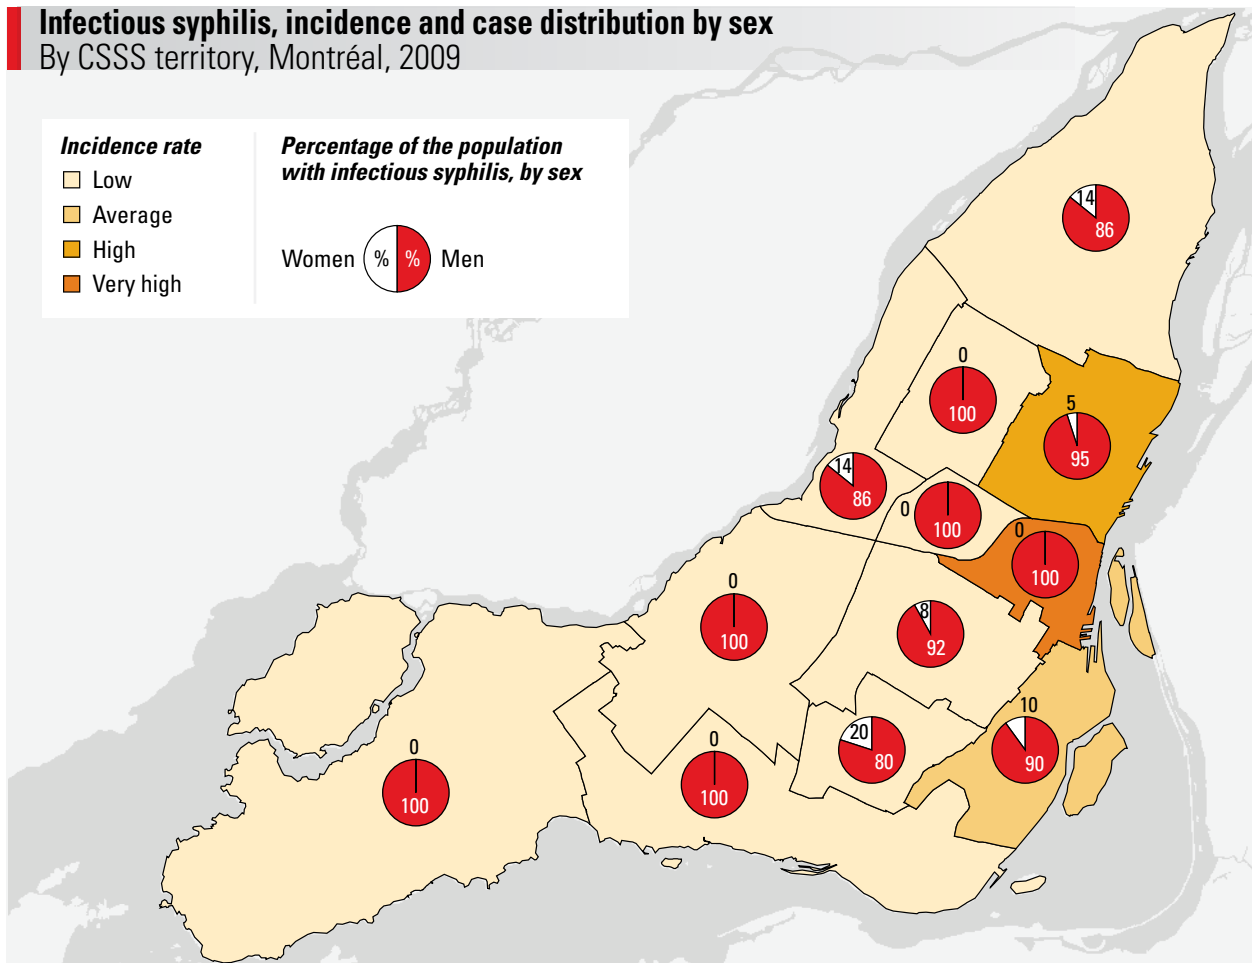 Infectious syphilis, incidence and case distribution by sex
By CSSS territory, Montréal, 2009
Incidence rate
Low
Average
High
Very high
Percentage of the population
with infectious syphilis, by sex
Women % % Men
14
86
0
100
5
95
14
86
0
100
0
100
0
100
8
92
10
90
20
80
0
100
0
100